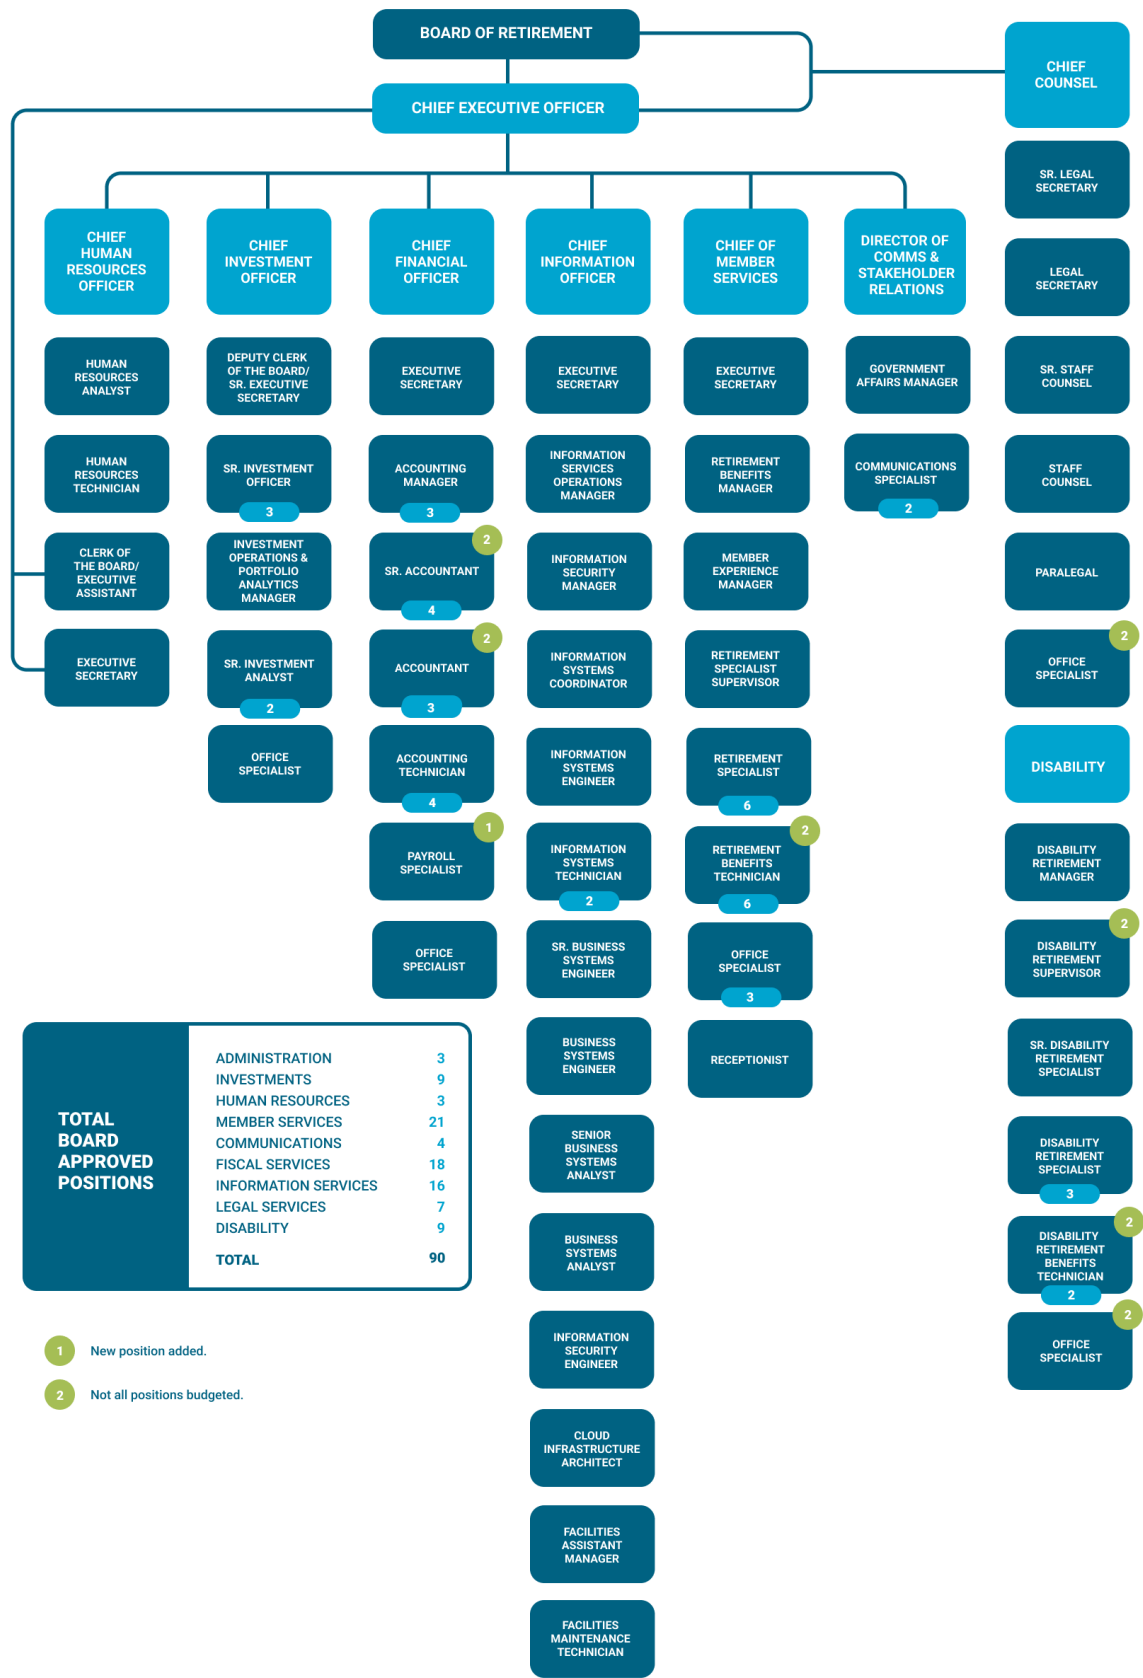 BOARD OF RETIREMENT
CHIEF EXECUTIVE OFFICER
CHIEF
COUNSEL
SR. LEGAL
SECRETARY
LEGAL
SECRETARY
SR. STAFF
COUNSEL
STAFF
COUNSEL
PARALEGAL
2
OFFICE
SPECIALIST
DISABILITY
DISABILITY
RETIREMENT
MANAGER
2
DISABILITY
RETIREMENT
SUPERVISOR
SR. DISABILITY
RETIREMENT
SPECIALIST
DISABILITY
RETIREMENT
SPECIALIST
3
2
DISABILITY
RETIREMENT
BENEFITS
TECHNICIAN
2
2
OFFICE
SPECIALIST
CHIEF
HUMAN
RESOURCES
OFFICER
HUMAN
RESOURCES
ANALYST
HUMAN
RESOURCES
TECHNICIAN
CLERK OF
THE BOARD/
EXECUTIVE
ASSISTANT
EXECUTIVE
SECRETARY
CHIEF
INVESTMENT
OFFICER
DEPUTY CLERK
OF THE BOARD/
SR. EXECUTIVE
SECRETARY
SR. INVESTMENT
OFFICER
3
INVESTMENT
OPERATIONS &
PORTFOLIO
ANALYTICS
MANAGER
SR. INVESTMENT
ANALYST
2
OFFICE
SPECIALIST
CHIEF
FINANCIAL
OFFICER
EXECUTIVE
SECRETARY
ACCOUNTING
MANAGER
3
2
SR. ACCOUNTANT
4
2
ACCOUNTANT
3
ACCOUNTING
TECHNICIAN
4
1
PAYROLL
SPECIALIST
OFFICE
SPECIALIST
CHIEF
INFORMATION
OFFICER
EXECUTIVE
SECRETARY
INFORMATION
SERVICES
OPERATIONS
MANAGER
INFORMATION
SECURITY
MANAGER
INFORMATION
SYSTEMS
COORDINATOR
INFORMATION
SYSTEMS
ENGINEER
INFORMATION
SYSTEMS
TECHNICIAN
2
SR. BUSINESS
SYSTEMS
ENGINEER
BUSINESS
SYSTEMS
ENGINEER
SENIOR
BUSINESS
SYSTEMS
ANALYST
BUSINESS
SYSTEMS
ANALYST
INFORMATION
SECURITY
ENGINEER
CLOUD
INFRASTRUCTURE
ARCHITECT
FACILITIES
ASSISTANT
MANAGER
FACILITIES
MAINTENANCE
TECHNICIAN
CHIEF OF
MEMBER
SERVICES
EXECUTIVE
SECRETARY
RETIREMENT
BENEFITS
MANAGER
MEMBER
EXPERIENCE
MANAGER
RETIREMENT
SPECIALIST
SUPERVISOR
RETIREMENT
SPECIALIST
6
2
RETIREMENT
BENEFITS
TECHNICIAN
6
OFFICE
SPECIALIST
3
RECEPTIONIST
DIRECTOR OF
COMMS &
STAKEHOLDER
RELATIONS
GOVERNMENT
AFFAIRS MANAGER
COMMUNICATIONS
SPECIALIST
2
TOTAL
BOARD
APPROVED
POSITIONS
ADMINISTRATION 3
INVESTMENTS 9
HUMAN RESOURCES 3
MEMBER SERVICES 21
COMMUNICATIONS 4
FISCAL SERVICES 18
INFORMATION SERVICES 16
LEGAL SERVICES 7
DISABILITY 9
TOTAL 90
1 New position added.
2 Not all positions budgeted.